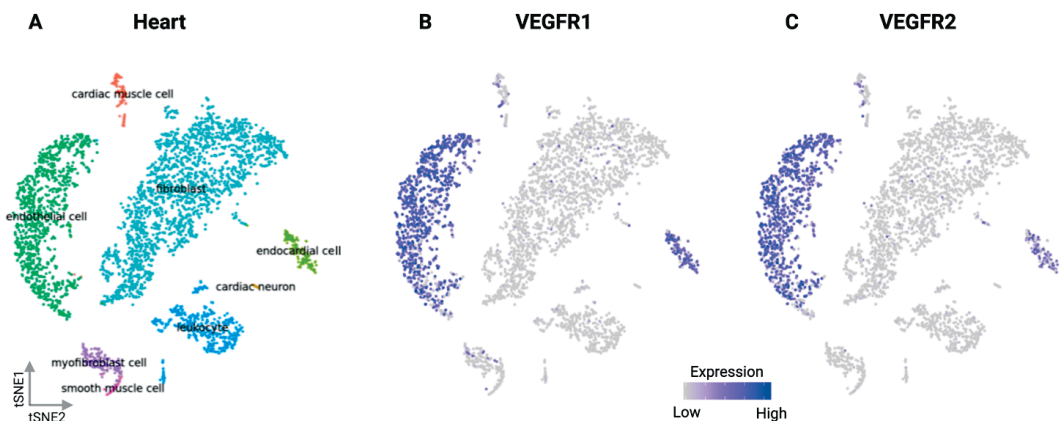 A Heart B VEGFR1 C VEGFR2
cardiac muscle cell
fibroblast
endothelial cell
endocardial cell
cardiac neuron
leukocyte
myofibroblast cell
smooth muscle cell
tSNE1
tSNE2
Expression
Low High